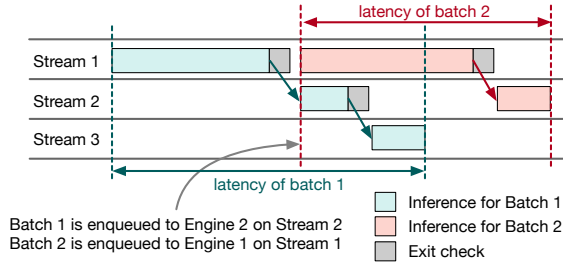 latency of batch 2
Stream 1
Stream 2
Stream 3
latency of batch 1
Batch 1 is enqueued to Engine 2 on Stream 2
Batch 2 is enqueued to Engine 1 on Stream 1
Inference for Batch 1
Inference for Batch 2
Exit check